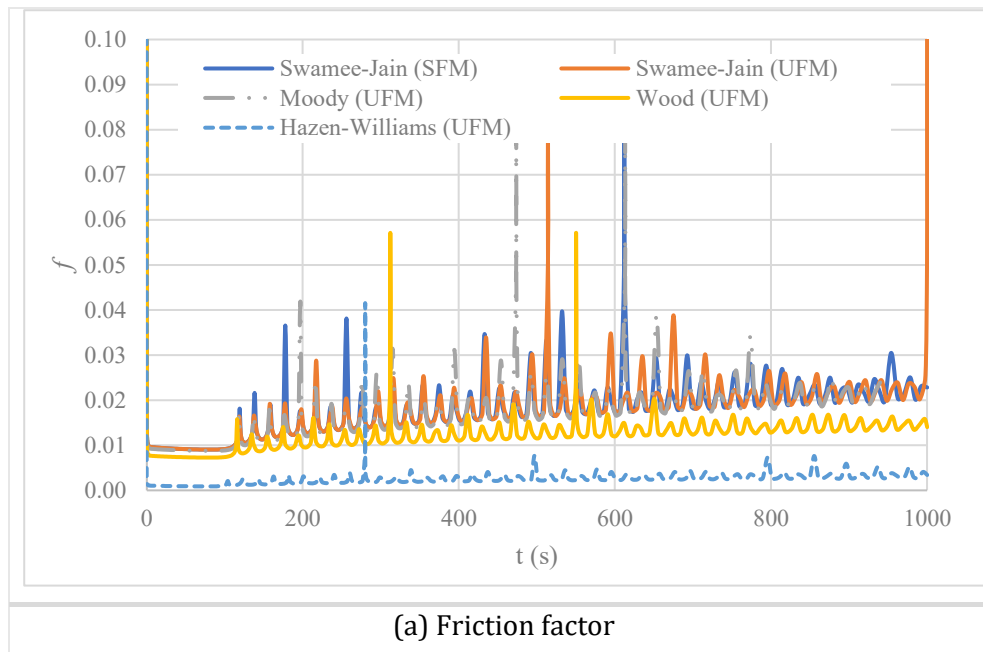 0.10
0.09
0.08
0.07
0.06
0.05
0.04
0.03
0.02
0.01
0.00
f
Swamee-Jain (SFM) Swamee-Jain (UFM)
Moody (UFM) Wood (UFM)
Hazen-Williams (UFM)
0 200 400 600 800 1000
t (s)
(a) Friction factor